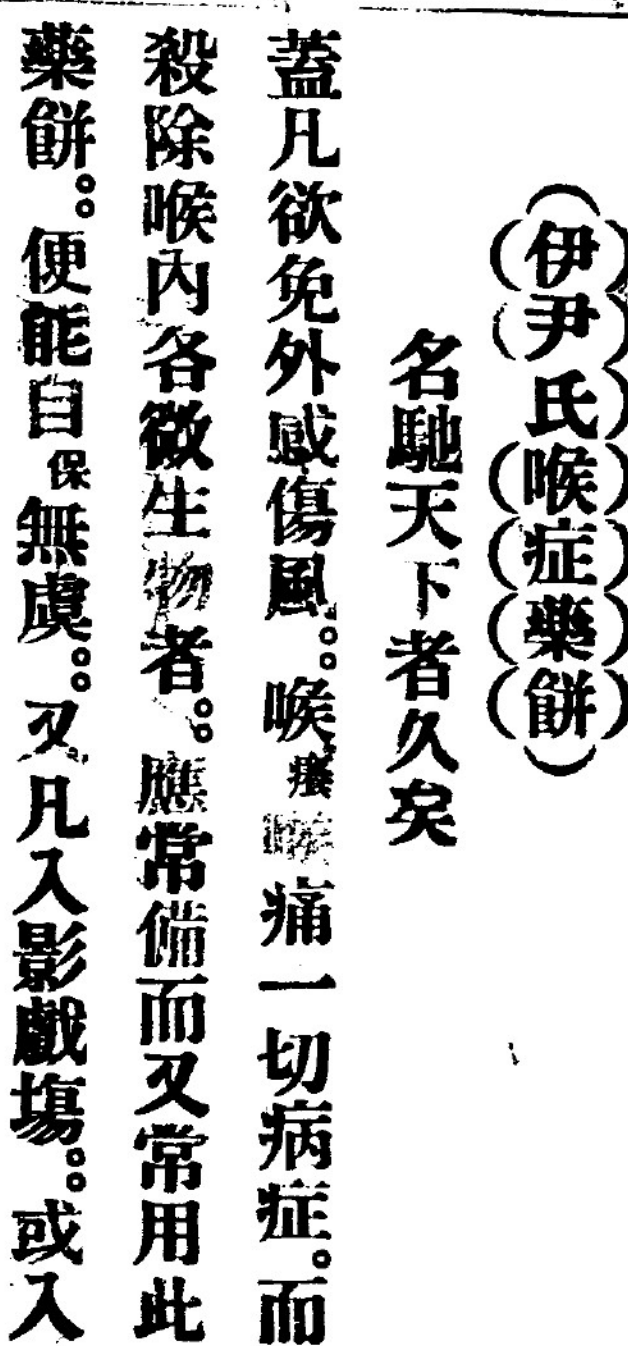 (伊)(尹)(氏)(喉)(症)(藥)(餅)
名馳天下者久矣
蓋凡欲免外感傷風。。喉癢喉痛一切病症。而
殺除喉內各微生物者。。應常備而又常用此
藥餅。。便能自保無虞。。又凡入影戲塲。。或入